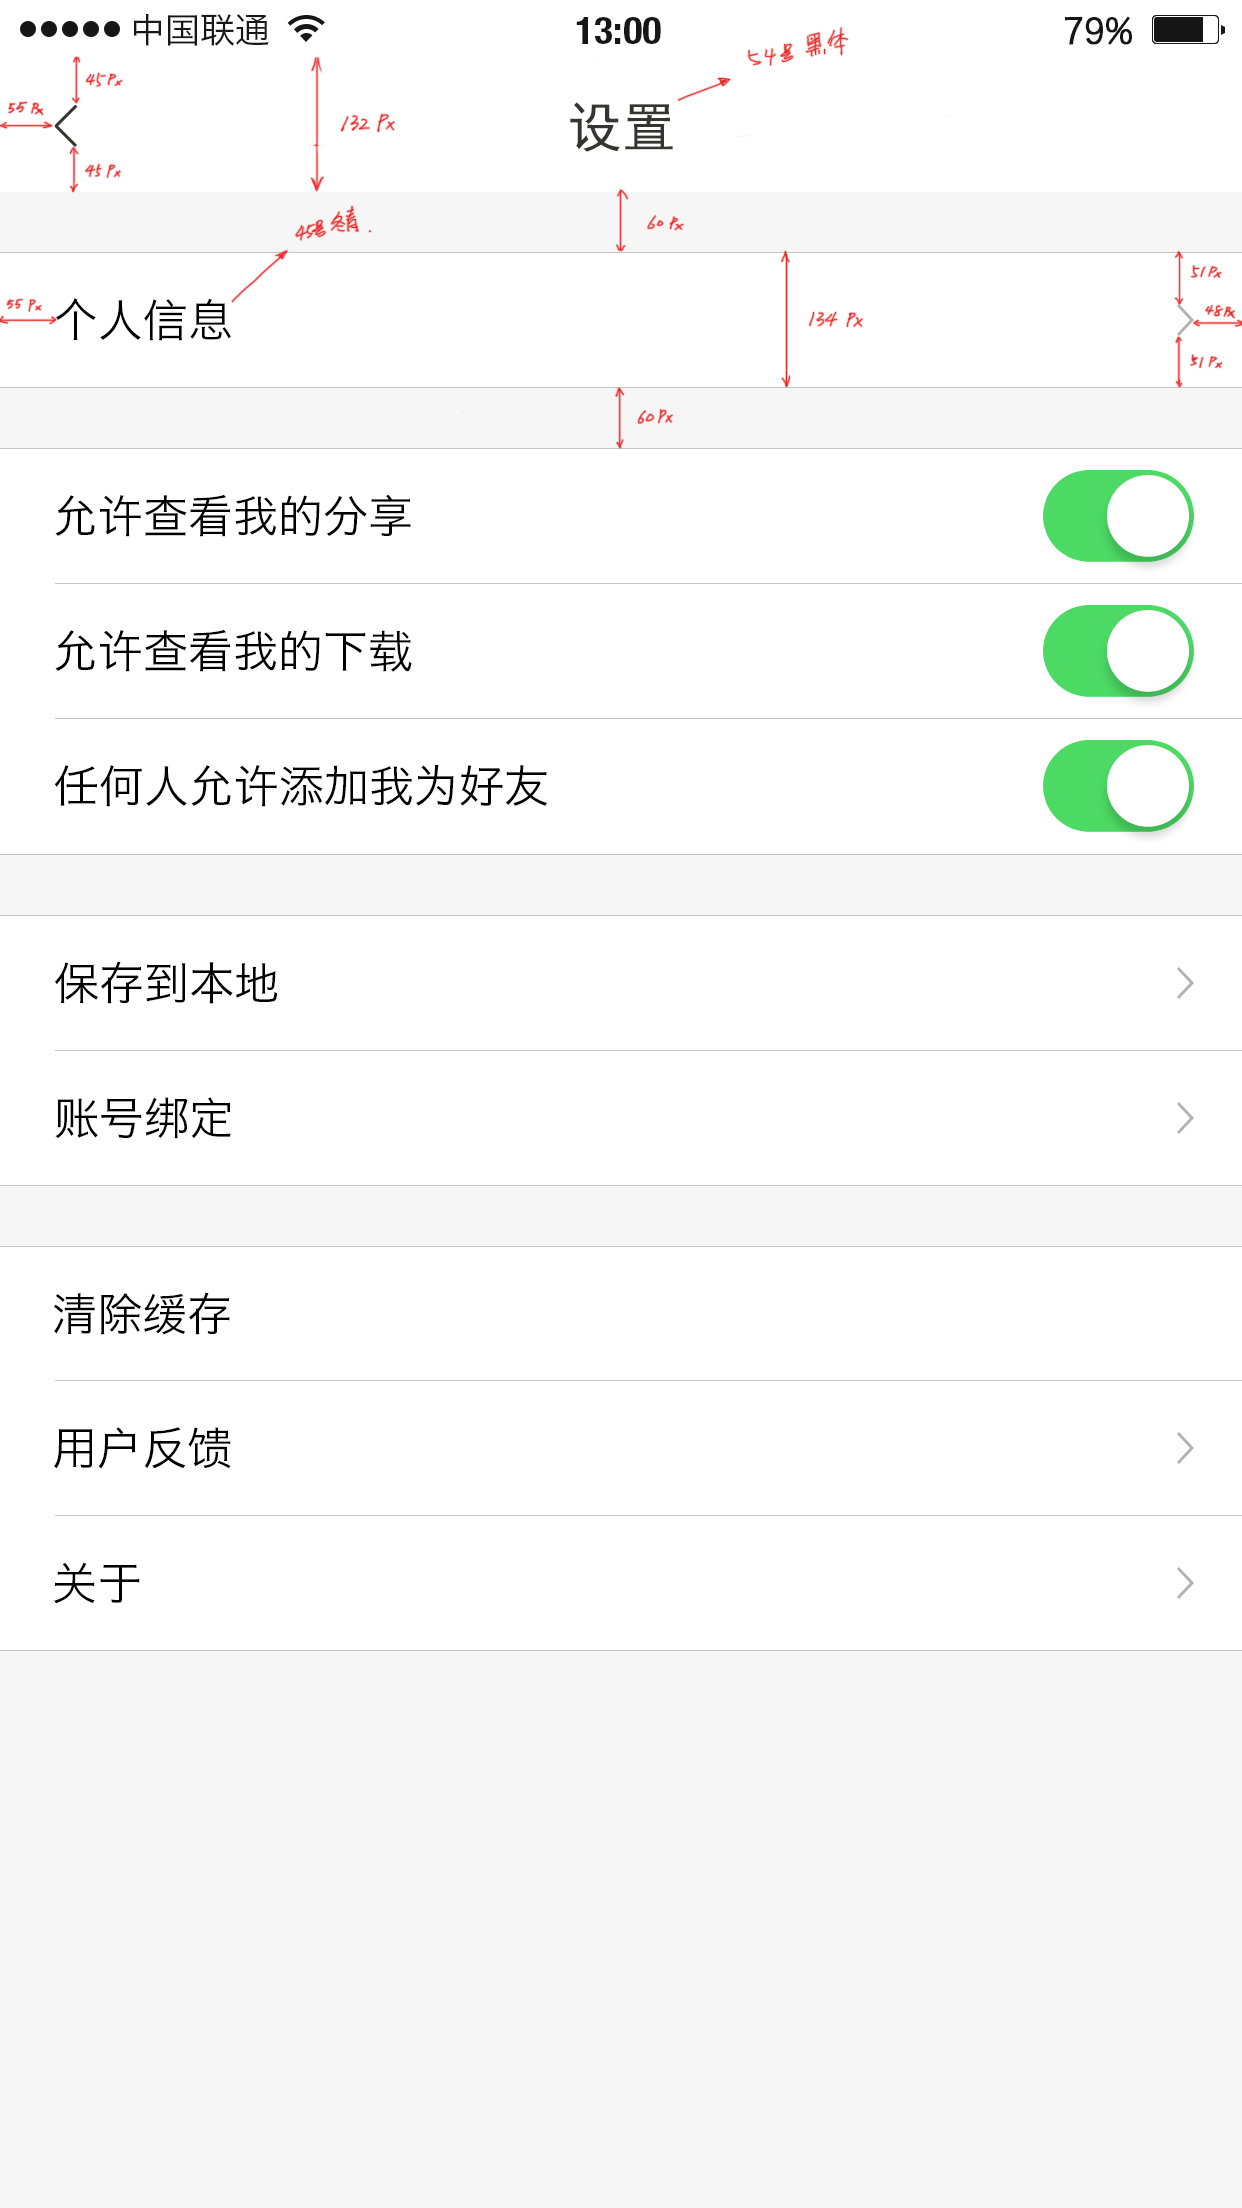 中国联通 13:00 79%
54号 黑体
45 Px
55 Px
132 Px
设置
45 Px
45号冬青.
60 Px
51 Px
55 Px
个人信息
134 Px
48 Px
51 Px
60 Px
允许查看我的分享
允许查看我的下载
任何人允许添加我为好友
保存到本地
账号绑定
清除缓存
用户反馈
关于